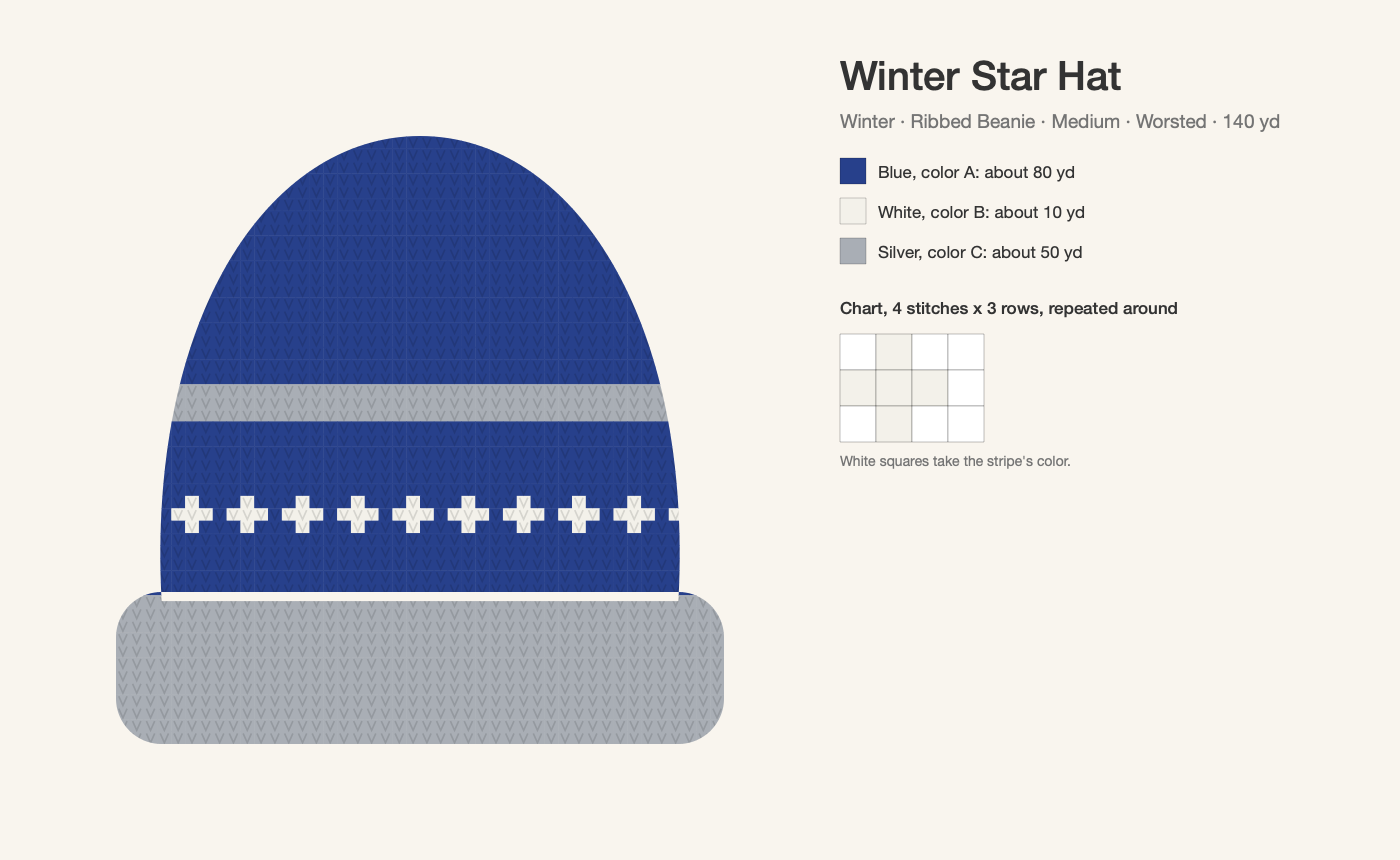 Winter Star Hat
Winter · Ribbed Beanie · Medium · Worsted · 140 yd
Blue, color A: about 80 yd
White, color B: about 10 yd
Silver, color C: about 50 yd
Chart, 4 stitches x 3 rows, repeated around
White squares take the stripe's color.